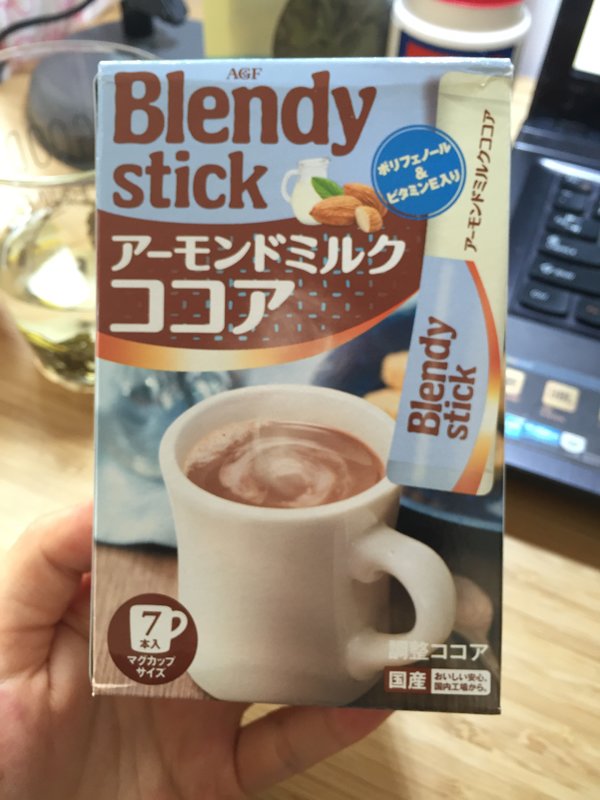 AGF
Blendy
stick
ポリフェノール
&
ビタミンE入り
アーモンドミルクココア
アーモンドミルク
ココア
Blendy
stick
7
本入
マグカップ
サイズ
調整ココア
国産
おいしい安心。
国内工場から。